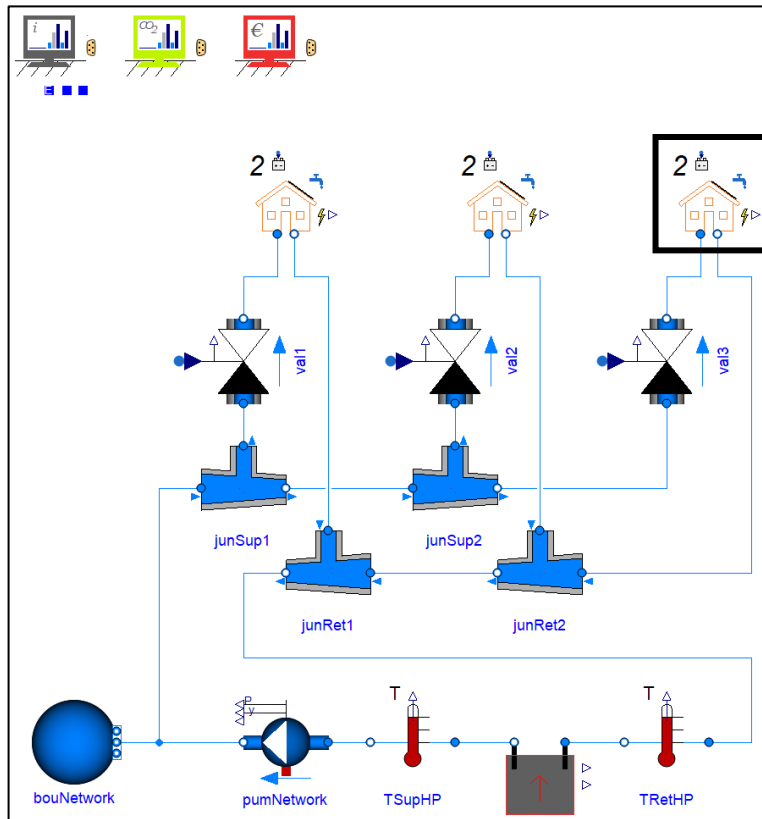 i CO2 €
E
2 2 2
val1 val2 val3
junSup1 junSup2
junRet1 junRet2
P
y
T T
bouNetwork pumNetwork TSupHP TRetHP